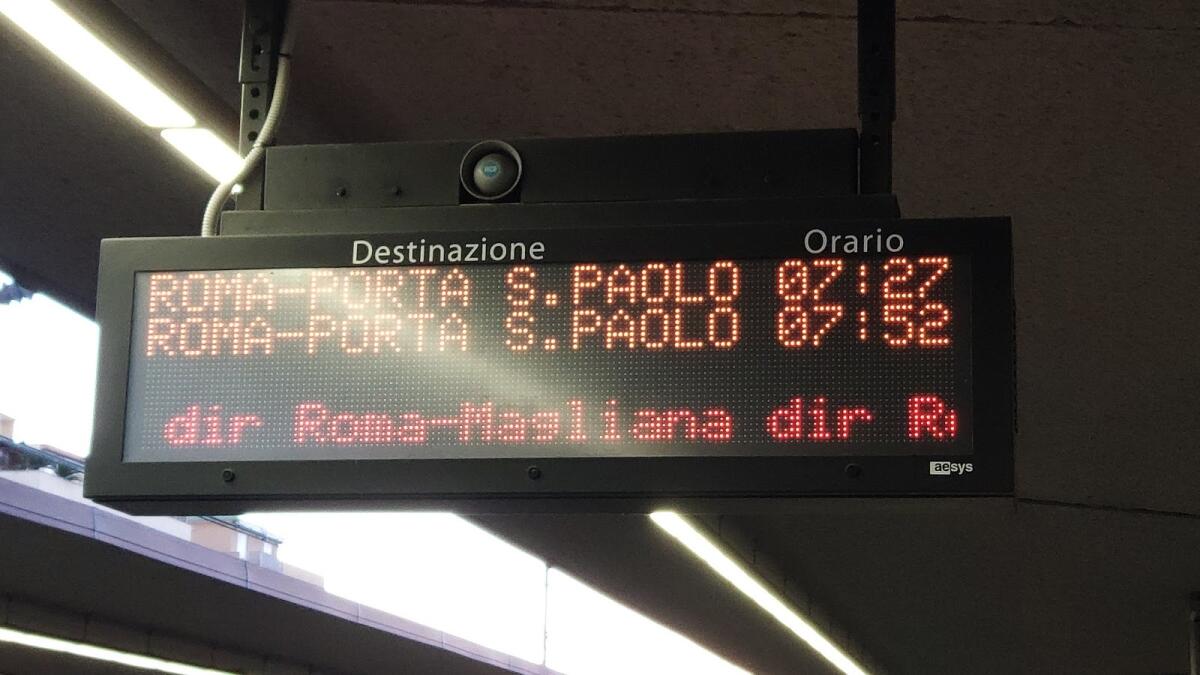 Destinazione Orario
ROMA-PORTA S.PAOLO 07:27
ROMA-PORTA S.PAOLO 07:52
dir Roma-Magliana dir R
aesys